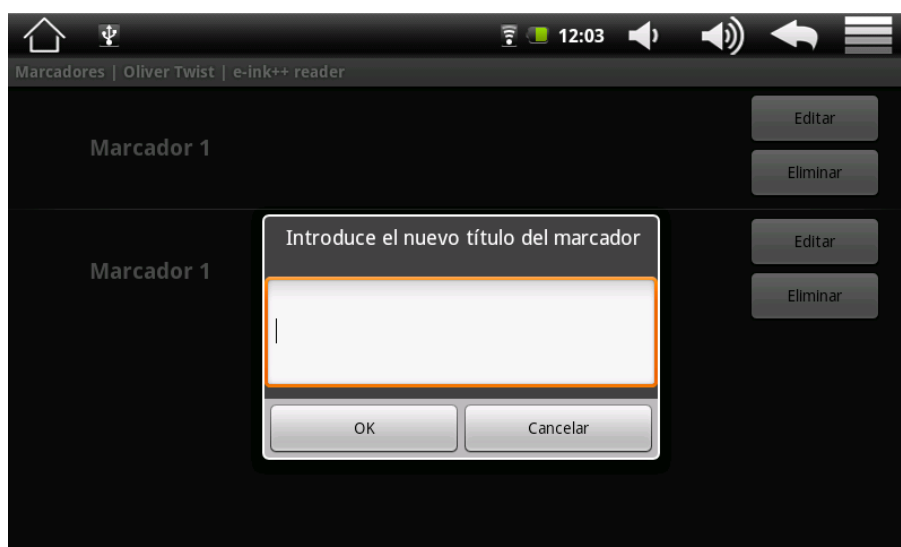 12:03
Marcadores | Oliver Twist | e-ink++ reader
Marcador 1
Editar
Eliminar
Marcador 1
Editar
Eliminar
Introduce el nuevo título del marcador
OK
Cancelar